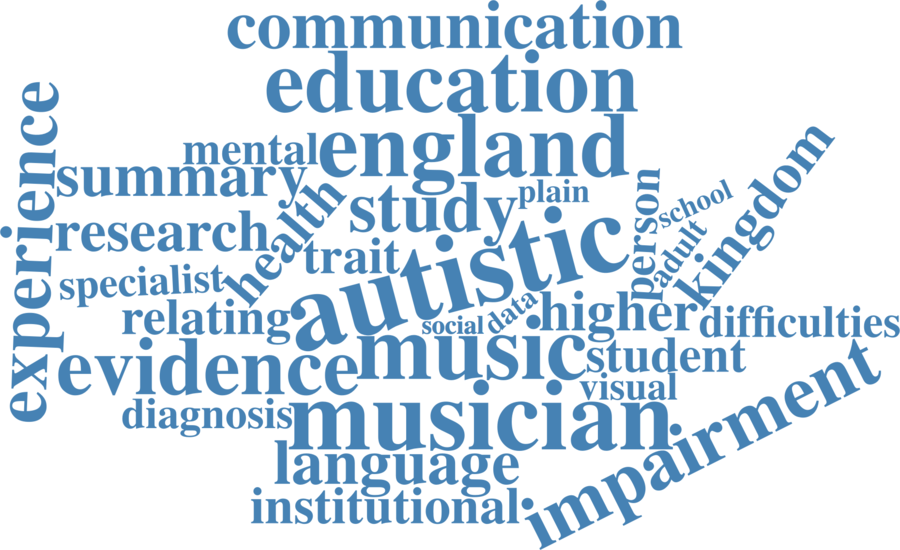 communication
education
experience
england
mental
summary
health
study
plain
person
school
kingdom
research
trait
autistic
adult
specialist
relating
social
data
higher
difficulties
evidence
music
student
visual
diagnosis
musician
impairment
language
institutional